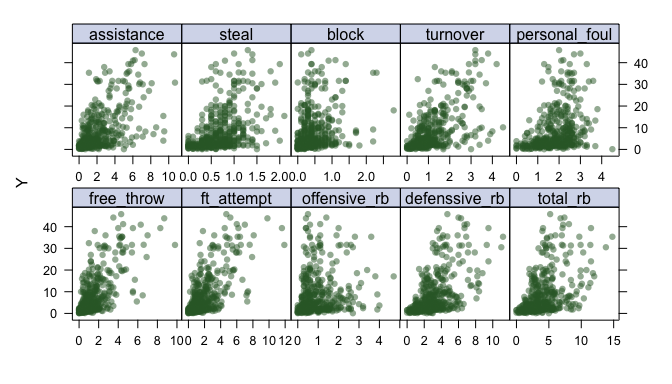 assistance steal block turnover personal_foul
40
30
20
10
0
0 2 4 6 8 10 0.0 0.5 1.0 1.5 2.0 0.0 1.0 2.0 0 1 2 3 4 0 1 2 3 4
Y
free_throw ft_attempt offensive_rb defenssive_rb total_rb
40
30
20
10
0
0 2 4 6 8 10 0 2 4 6 8 10 12 0 1 2 3 4 0 2 4 6 8 10 0 5 10 15